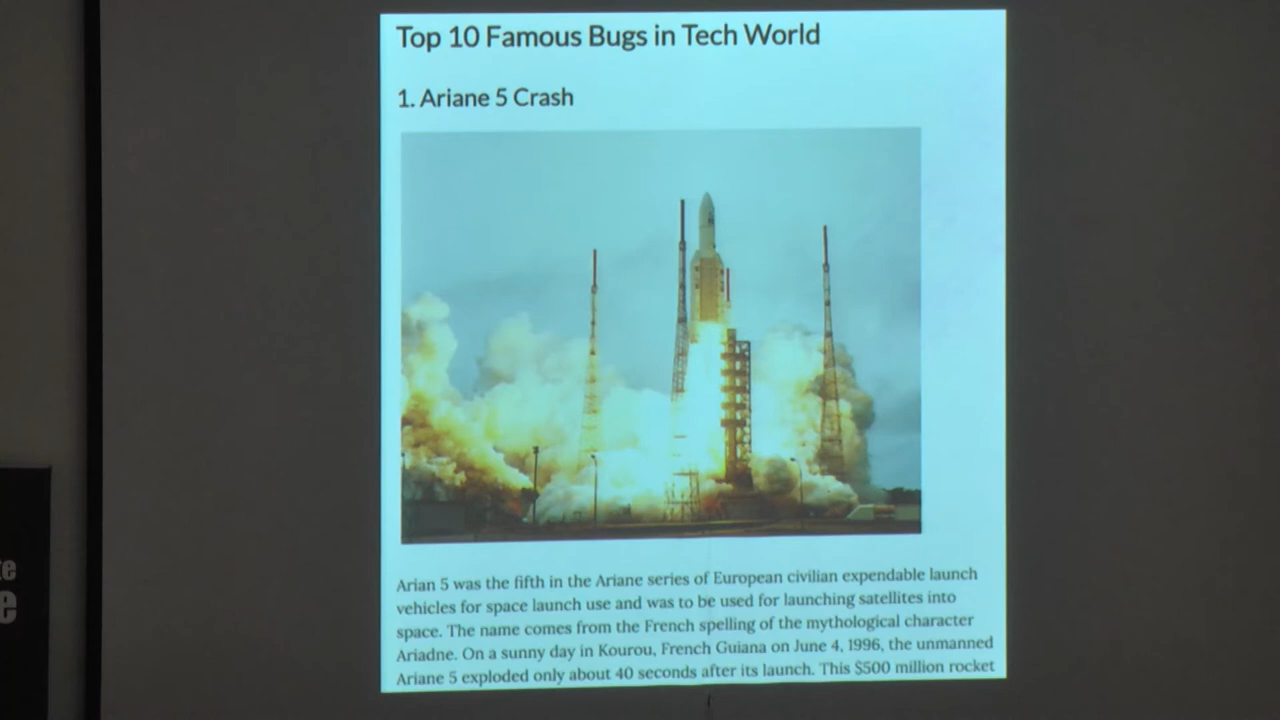 Top 10 Famous Bugs in Tech World
1. Ariane 5 Crash
Arian 5 was the fifth in the Ariane series of European civilian expendable launch
vehicles for space launch use and was to be used for launching satellites into
space. The name comes from the French spelling of the mythological character
Ariadne. On a sunny day in Kourou, French Guiana on June 4, 1996, the unmanned
Ariane 5 exploded only about 40 seconds after its launch. This $500 million rocket
e